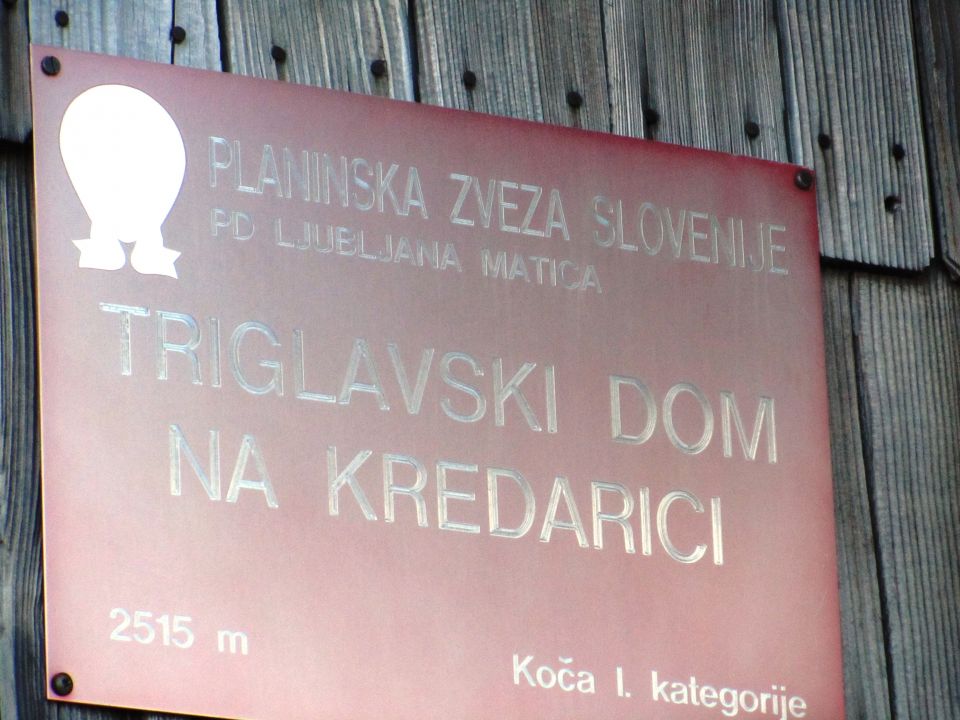 PLANINSKA ZVEZA SLOVENIJE
PD LJUBLJANA MATICA
TRIGLAVSKI DOM
NA KREDARICI
2515 m
Koča I. kategorije